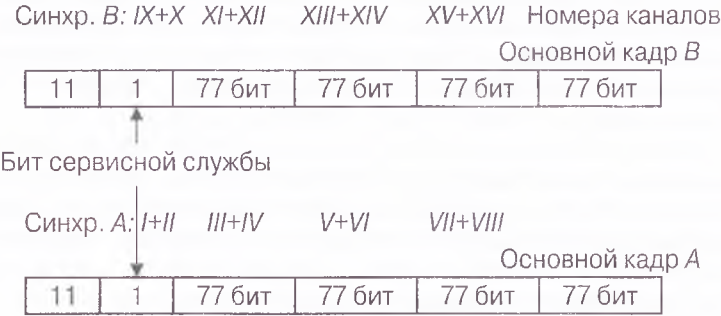 Синхр. B: IX+X XI+XII XIII+XIV XV+XVI Номера каналов
Основной кадр B
11 1 77 бит 77 бит 77 бит 77 бит
Бит сервисной службы
Синхр. A: I+II III+IV V+VI VII+VIII
Основной кадр A
11 1 77 бит 77 бит 77 бит 77 бит